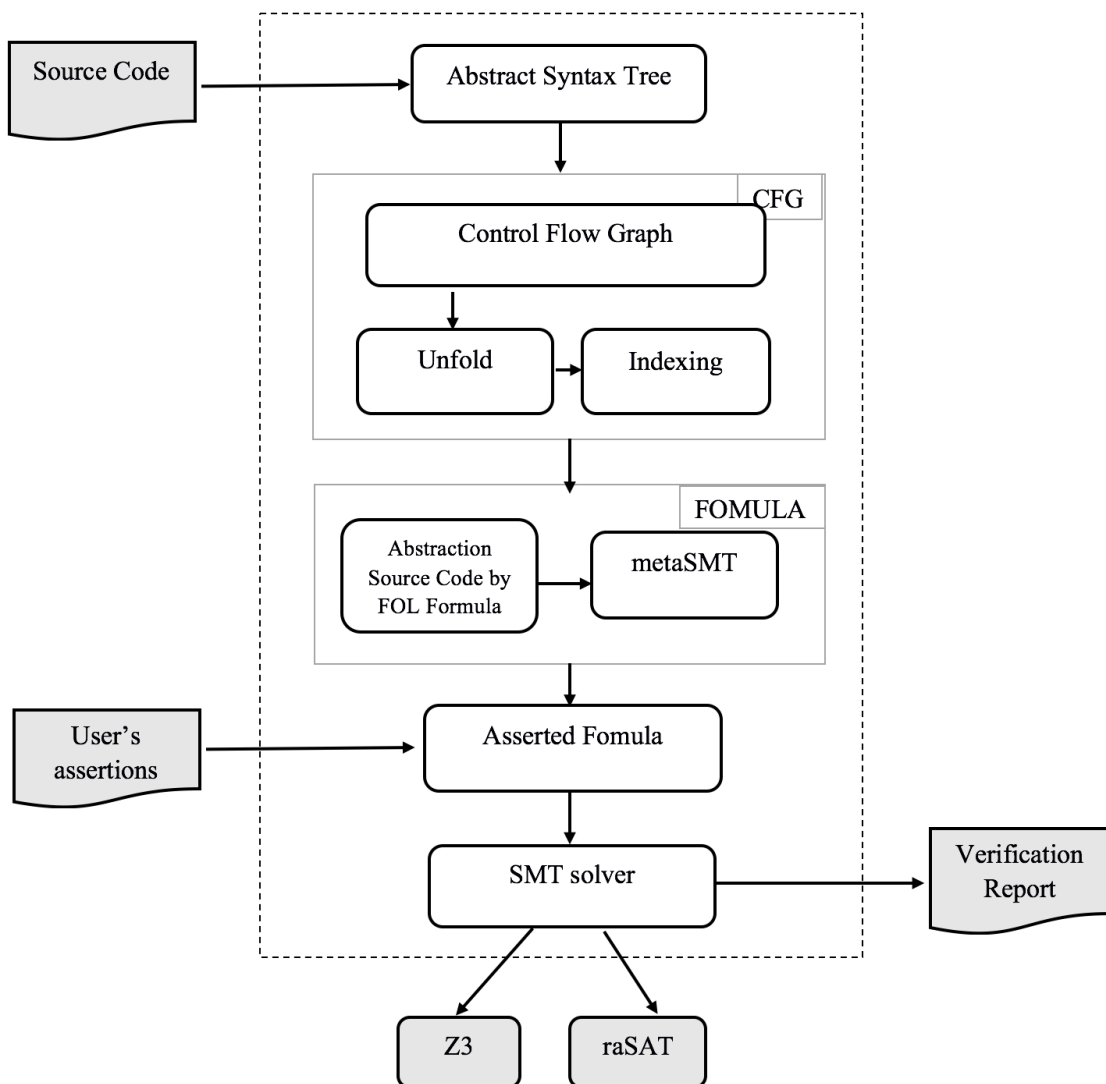 Source Code
Abstract Syntax Tree
CFG
Control Flow Graph
Unfold
Indexing
FOMULA
Abstraction
Source Code by
FOL Formula
metaSMT
User’s
assertions
Asserted Fomula
SMT solver
Verification
Report
Z3
raSAT